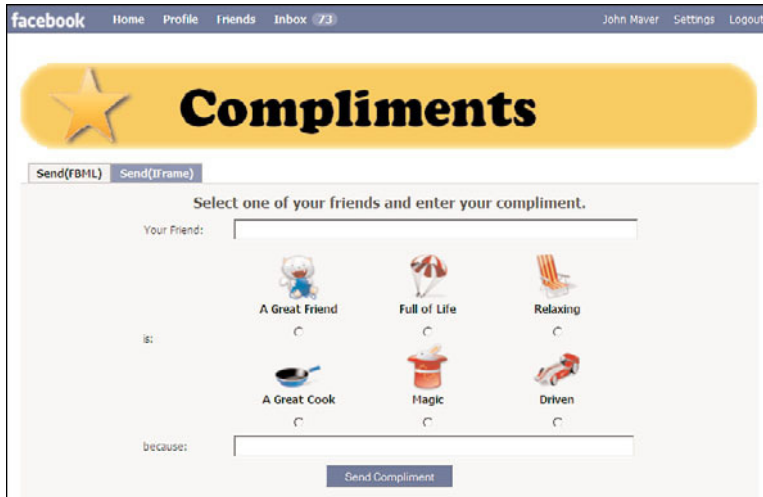 facebook Home Profile Friends Inbox 73 John Maver Settings Logout
Compliments
Send(FBML) Send(IFrame)
Select one of your friends and enter your compliment.
Your Friend:
A Great Friend Full of Life Relaxing
is:
A Great Cook Magic Driven
because:
Send Compliment